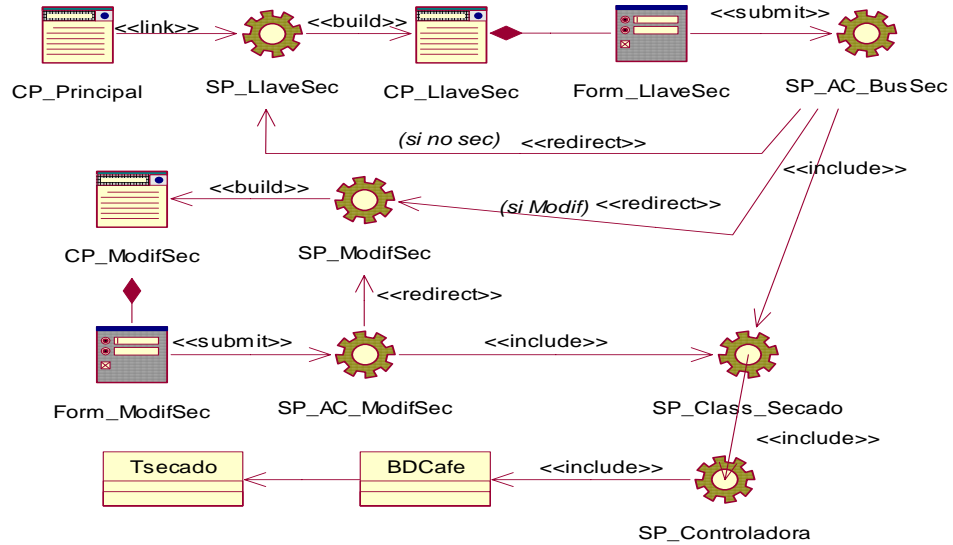 <<link>>
<<build>>
<<submit>>
CP_Principal
SP_LlaveSec
CP_LlaveSec
Form_LlaveSec
SP_AC_BusSec
(si no sec)
<<redirect>>
<<include>>
<<build>>
(si Modif)
<<redirect>>
CP_ModifSec
SP_ModifSec
<<redirect>>
<<submit>>
<<include>>
Form_ModifSec
SP_AC_ModifSec
SP_Class_Secado
<<include>>
Tsecado
BDCafe
<<include>>
SP_Controladora